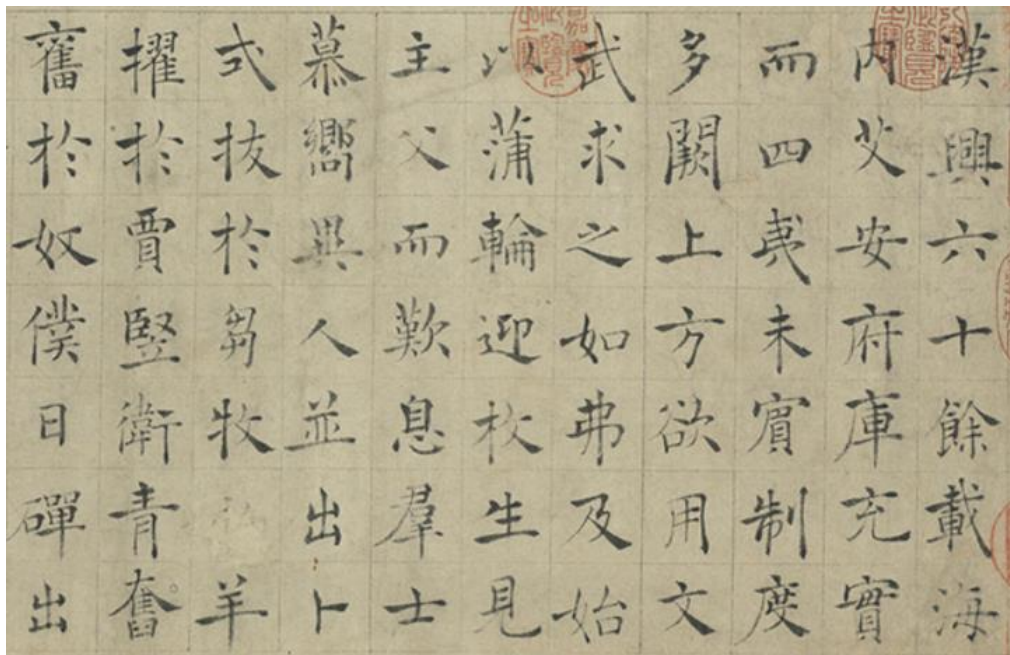 漢興六十餘載海
內艾安府庫充實
而四夷未賓制度
多闕上方欲用文
武求之如弗及始
以蒲輪迎枚生見
主父而歎息羣士
慕嚮異人並出卜
式拔於芻牧弘羊
擢於賈豎衛青奮
舊於奴僕日磾出